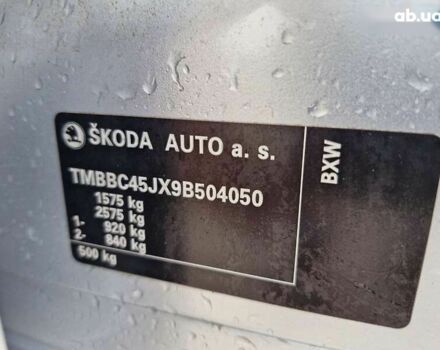 ab.ua
ŠKODA AUTO a. s.
TMBBC45JX9B504050
1575 kg
2575 kg
1- 920 kg
2- 840 kg
500 kg
BXW